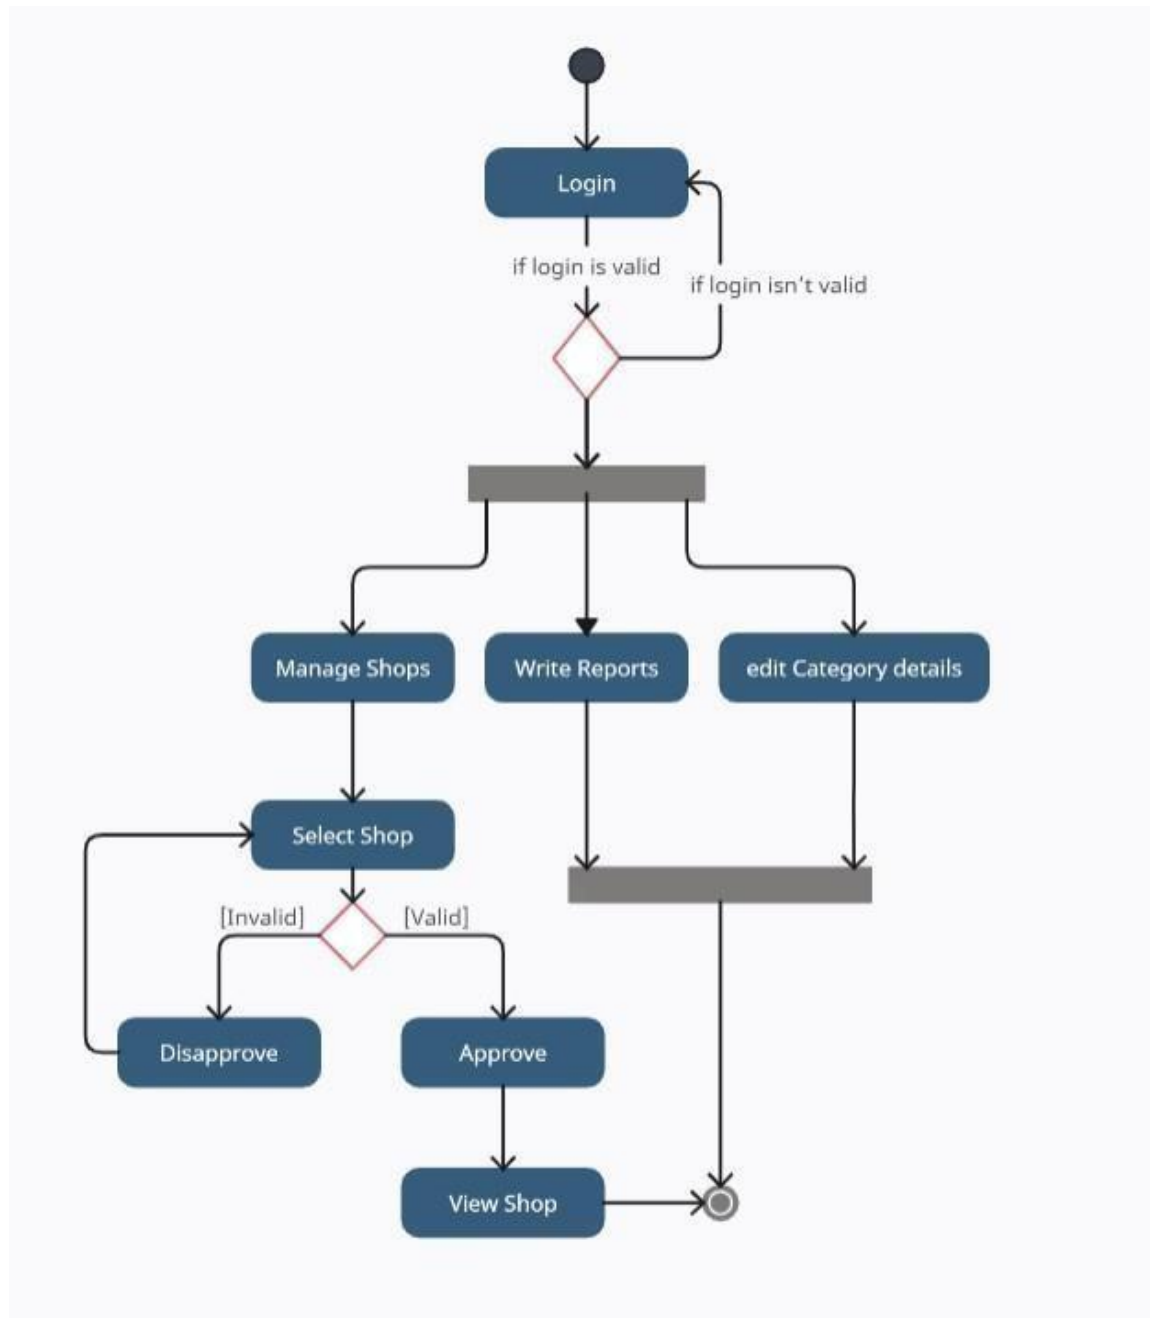 Login
if login is valid
if login isn't valid
Manage Shops
Write Reports
edit Category details
Select Shop
[Invalid]
[Valid]
Disapprove
Approve
View Shop